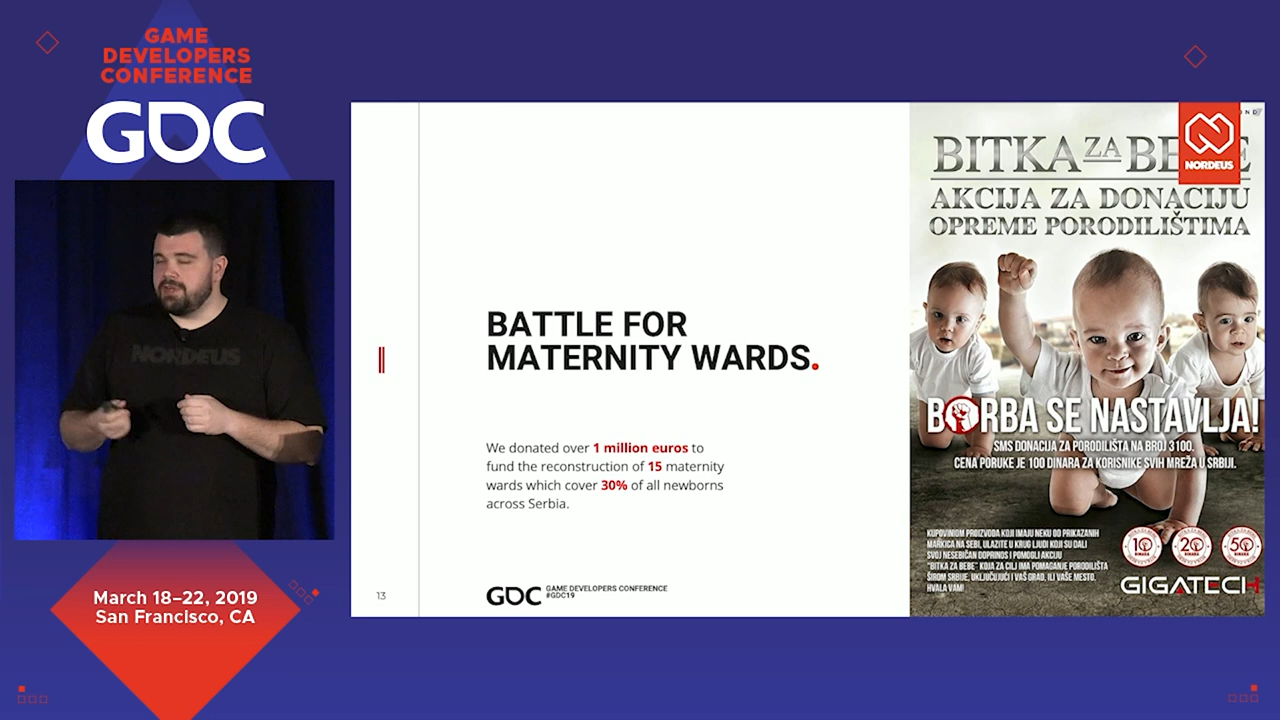 GAME
DEVELOPERS
CONFERENCE
GDC
NORDEUS
March 18–22, 2019
San Francisco, CA
BATTLE FOR
MATERNITY WARDS.
We donated over 1 million euros to
fund the reconstruction of 15 maternity
wards which cover 30% of all newborns
across Serbia.
13
GDC GAME DEVELOPERS CONFERENCE
#GDC19
NORDEUS
BITKA ZA
AKCIJA ZA DONACIJU
OPREME PORODILIŠTIMA
BORBA SE NASTAVLJA!
SMS DONACIJA ZA PORODILIŠTA NA BROJ 3100.
CENA PORUKE JE 100 DINARA ZA KORISNIKE SVIH MREŽA U SRBIJI.
KUPOVINOM PROIZVODA KOJI IMAJU NEKU OD PRIKAZANIH
MARKICA NA SEBI, ULAZITE U KRUG LJUDI KOJI SU DALI
SVOJ NESEBIČAN DOPRINOS I POMOGLI AKCIJU
"BITKA ZA BEBE" KOJA ZA CILJ IMA POMAGANJE PORODILIŠTA
ŠIROM SRBIJE, UKLJUČUJUĆI I VAŠ GRAD, ILI VAŠE MESTO.
HVALA VAM!
10 DINARA
20 DINARA
50 DINARA
GIGATECH